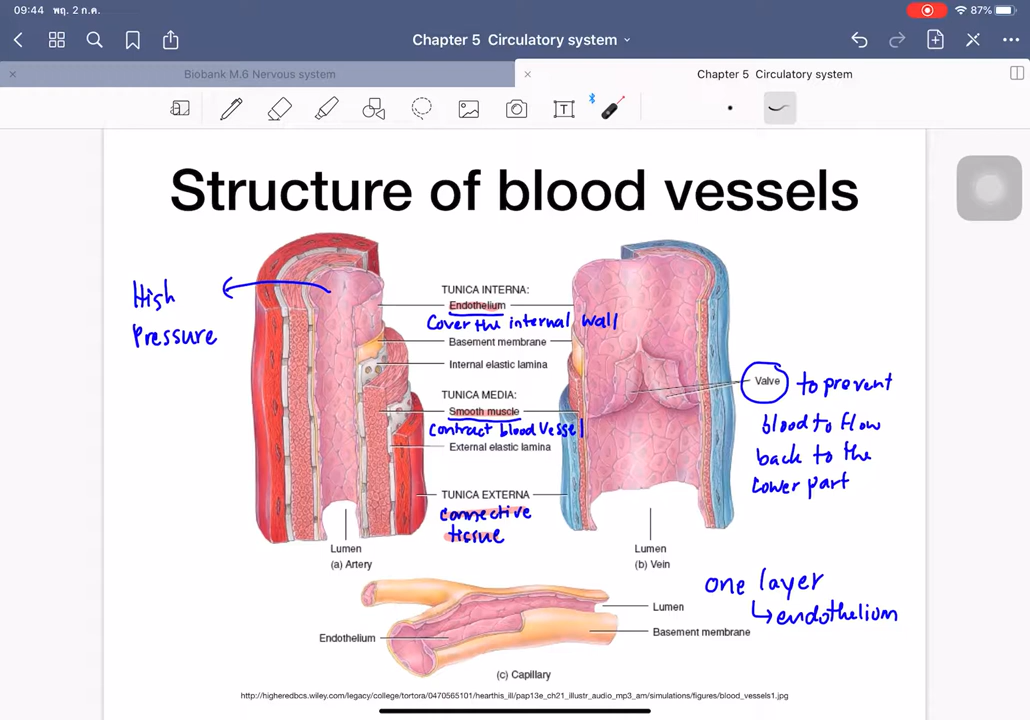 09:44 พฤ. 2 ก.ค.
87%
Chapter 5 Circulatory system
Biobank M.6 Nervous system
Chapter 5 Circulatory system
Structure of blood vessels
High
Pressure
TUNICA INTERNA:
Endothelium
Cover the internal wall
Basement membrane
Internal elastic lamina
TUNICA MEDIA:
Smooth muscle
Contract blood vessel
External elastic lamina
TUNICA EXTERNA
connective
tissue
Valve
to prevent
blood to flow
back to the
lower part
Lumen
(a) Artery
Lumen
(b) Vein
one layer
endothelium
Lumen
Endothelium
Basement membrane
(c) Capillary
http://higheredbcs.wiley.com/legacy/college/tortora/0470565101/hearthis_ill/pap13e_ch21_illustr_audio_mp3_am/simulations/figures/blood_vessels1.jpg